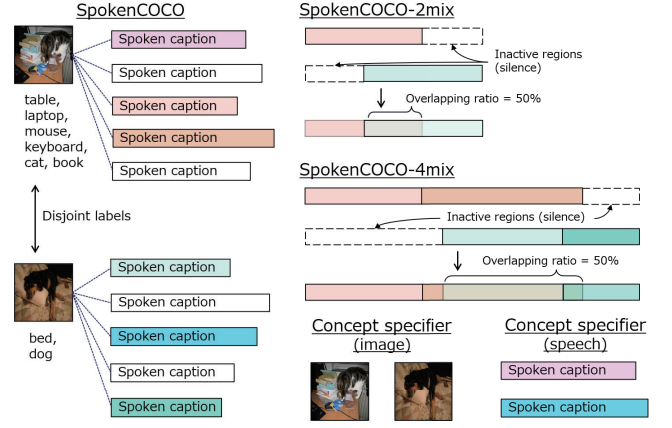 SpokenCOCO
Spoken caption
Spoken caption
Spoken caption
Spoken caption
Spoken caption
table,
laptop,
mouse,
keyboard,
cat, book
Disjoint labels
Spoken caption
Spoken caption
Spoken caption
Spoken caption
Spoken caption
bed,
dog
SpokenCOCO-2mix
Inactive regions
(silence)
Overlapping ratio = 50%
SpokenCOCO-4mix
Inactive regions (silence)
Overlapping ratio = 50%
Concept specifier
(image)
Concept specifier
(speech)
Spoken caption
Spoken caption